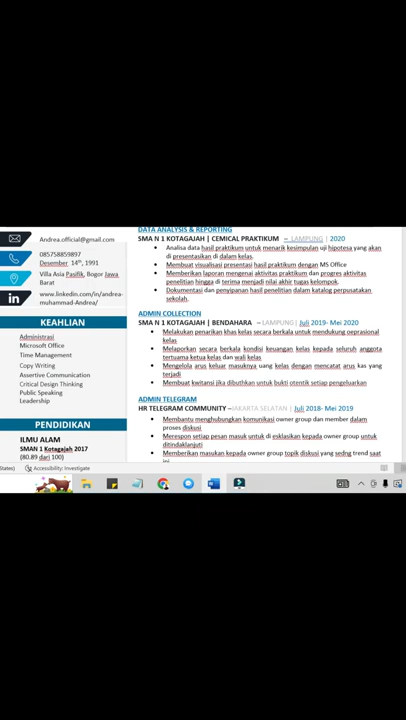 Andrea.official@gmail.com
085758859897
Desember 14th, 1991
Villa Asia Pasifik, Bogor Jawa
Barat
www.linkedin.com/in/andrea-
muhammad-Andrea/
KEAHLIAN
Administrasi
Microsoft Office
Time Management
Copy Writing
Assertive Communication
Critical Design Thinking
Public Speaking
Leadership
PENDIDIKAN
ILMU ALAM
SMAN 1 Kotagajah 2017
(80.89 dari 100)
DATA ANALYSIS & REPORTING
SMA N 1 KOTAGAJAH | CEMICAL PRAKTIKUM – LAMPUNG | 2020
• Analisa data hasil praktikum untuk menarik kesimpulan uji hipotesa yang akan
di presentasikan di dalam kelas.
• Membuat visualisasi presentasi hasil praktikum dengan MS Office
• Memberikan laporan mengenai aktivitas praktikum dan progres aktivitas
penelitian hingga di terima menjadi nilai akhir tugas kelompok.
• Dokumentasi dan penyipanan hasil penelitian dalam katalog perpusatakan
sekolah.
ADMIN COLLECTION
SMA N 1 KOTAGAJAH | BENDAHARA – LAMPUNG| Juli 2019- Mei 2020
• Melakukan penarikan khas kelas secara berkala untuk mendukung oeprasional
kelas
• Melaporkan secara berkala kondisi keuangan kelas kepada seluruh anggota
tertuama ketua kelas dan wali kelas
• Mengelola arus keluar masuknya uang kelas dengan mencatat arus kas yang
terjadi
• Membuat kwitansi jika dibuthkan untuk bukti otentik setiap pengeluarkan
ADMIN TELEGRAM
HR TELEGRAM COMMUNITY –JAKARTA SELATAN | Juli 2018- Mei 2019
• Membantu menghubungkan komunikasi owner group dan member dalam
proses diskusi
• Merespon setiap pesan masuk untuk di esklasikan kepada owner group untuk
ditindaklanjuti
• Memberikan masukan kepada owner group topik diskusi yang sedng trend saat
ini
States)
Accessibility: Investigate